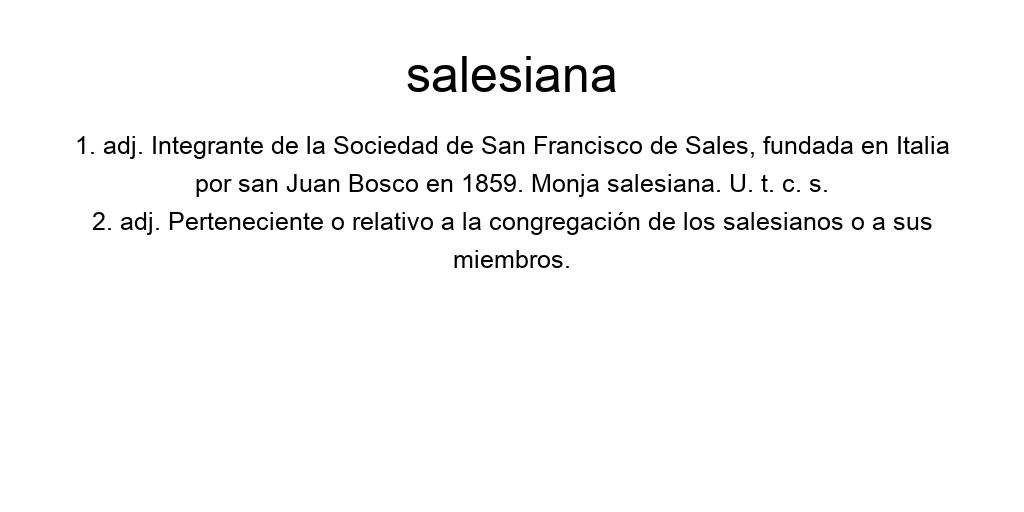 salesiana
1. adj. Integrante de la Sociedad de San Francisco de Sales, fundada en Italia
por san Juan Bosco en 1859. Monja salesiana. U. t. c. s.
2. adj. Perteneciente o relativo a la congregación de los salesianos o a sus
miembros.